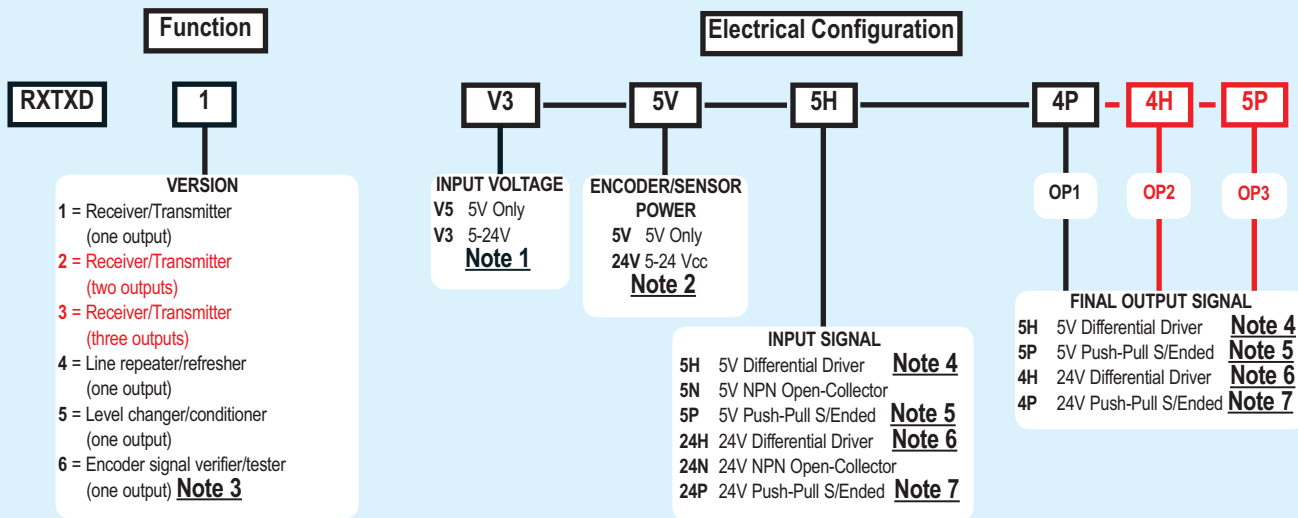 Function
Electrical Configuration
RXTXD 1 V3 5V 5H 4P 4H 5P
VERSION
1 = Receiver/Transmitter
(one output)
2 = Receiver/Transmitter
(two outputs)
3 = Receiver/Transmitter
(three outputs)
4 = Line repeater/refresher
(one output)
5 = Level changer/conditioner
(one output)
6 = Encoder signal verifier/tester
(one output) Note 3
INPUT VOLTAGE
V5 5V Only
V3 5-24V
Note 1
ENCODER/SENSOR
POWER
5V 5V Only
24V 5-24 Vcc
Note 2
INPUT SIGNAL
5H 5V Differential Driver Note 4
5N 5V NPN Open-Collector
5P 5V Push-Pull S/Ended Note 5
24H 24V Differential Driver Note 6
24N 24V NPN Open-Collector
24P 24V Push-Pull S/Ended Note 7
OP1 OP2 OP3
FINAL OUTPUT SIGNAL
5H 5V Differential Driver Note 4
5P 5V Push-Pull S/Ended Note 5
4H 24V Differential Driver Note 6
4P 24V Push-Pull S/Ended Note 7